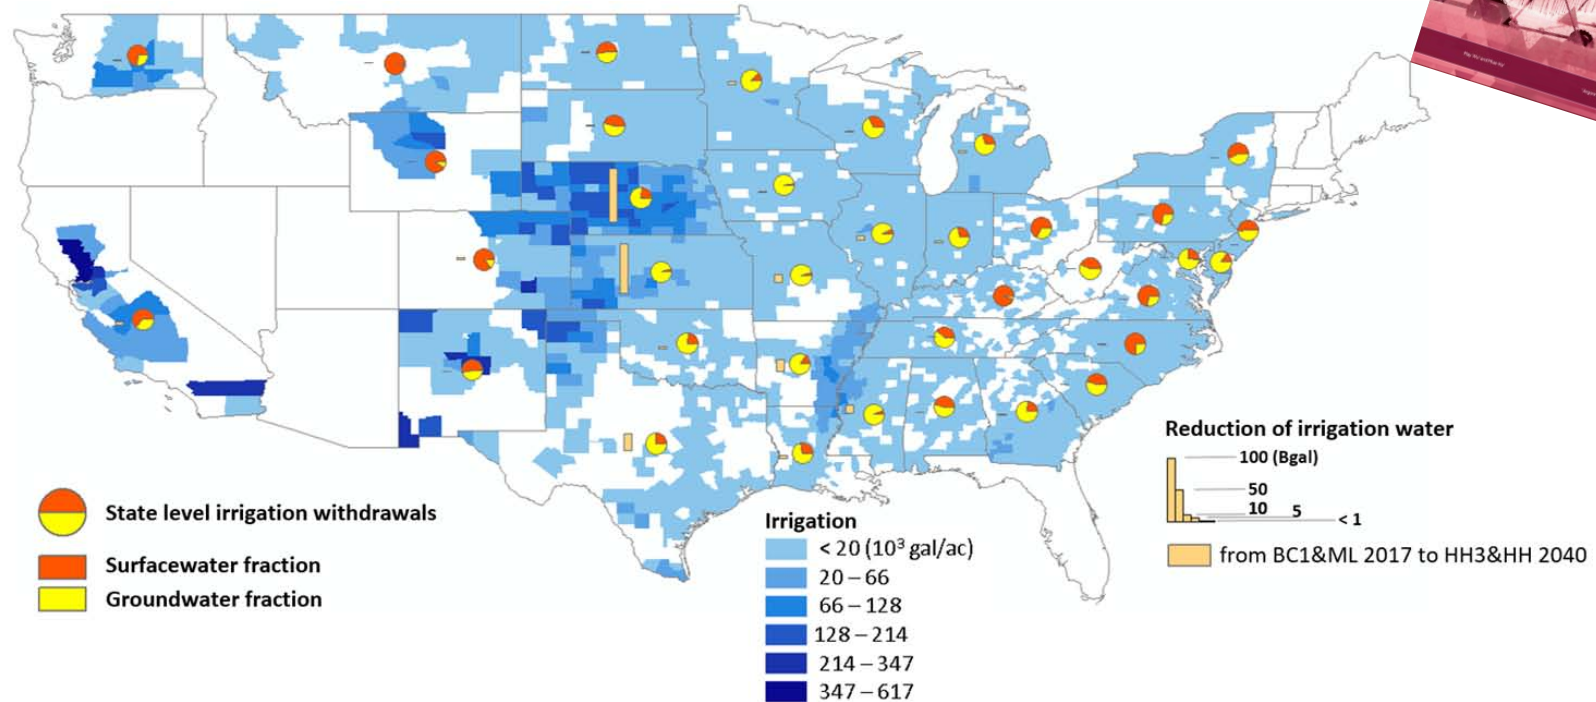 State level irrigation withdrawals
Surfacewater fraction
Groundwater fraction
Irrigation
< 20 (10³ gal/ac)
20 – 66
66 – 128
128 – 214
214 – 347
347 – 617
Reduction of irrigation water
100 (Bgal)
50
10
5
< 1
from BC1&ML 2017 to HH3&HH 2040